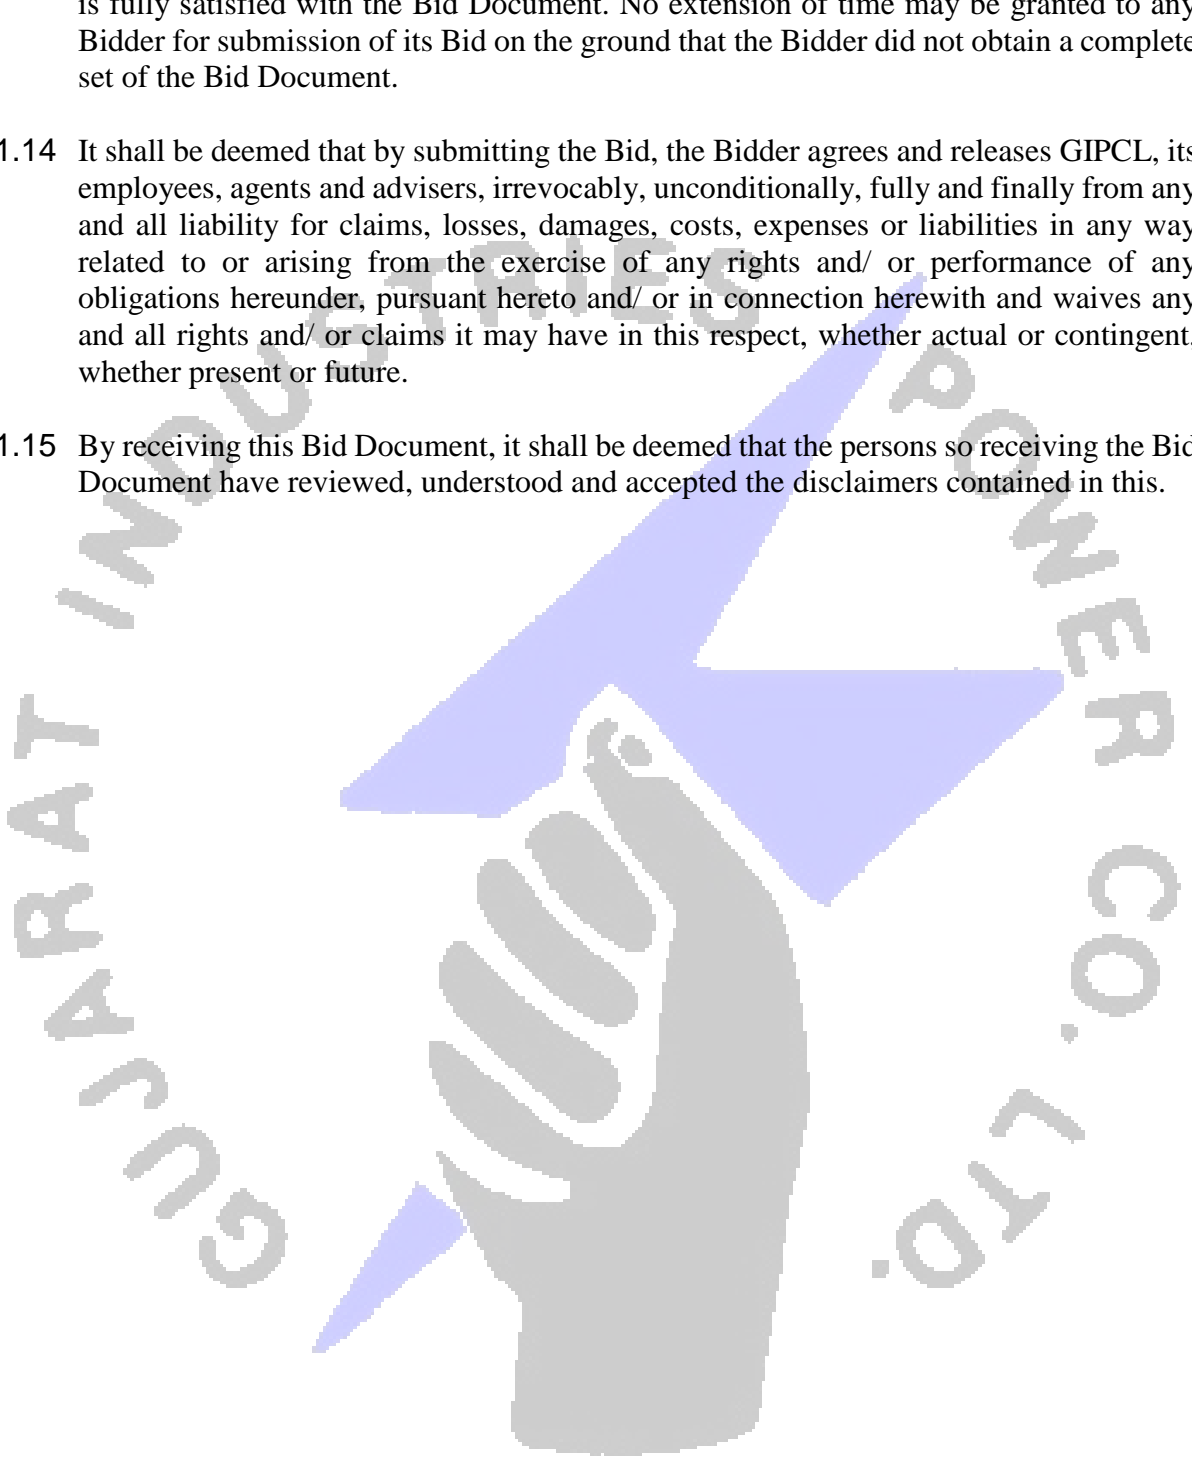 is fully satisfied with the Bid Document. No extension of time may be granted to any
Bidder for submission of its Bid on the ground that the Bidder did not obtain a complete
set of the Bid Document.
1.14 It shall be deemed that by submitting the Bid, the Bidder agrees and releases GIPCL, its
employees, agents and advisers, irrevocably, unconditionally, fully and finally from any
and all liability for claims, losses, damages, costs, expenses or liabilities in any way
related to or arising from the exercise of any rights and/ or performance of any
obligations hereunder, pursuant hereto and/ or in connection herewith and waives any
and all rights and/ or claims it may have in this respect, whether actual or contingent,
whether present or future.
1.15 By receiving this Bid Document, it shall be deemed that the persons so receiving the Bid
Document have reviewed, understood and accepted the disclaimers contained in this.
GUJARAT INDUSTRIES POWER CO. LTD.